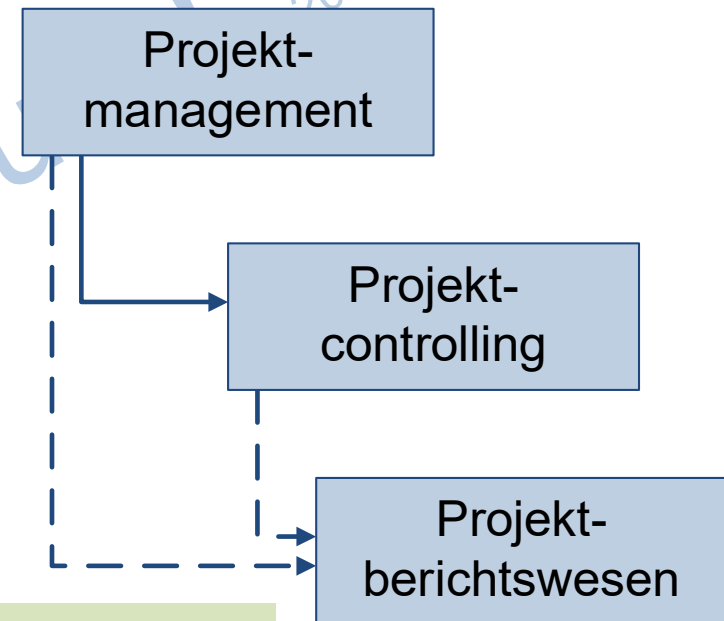 Projekt-
management
Projekt-
controlling
Projekt-
berichtswesen